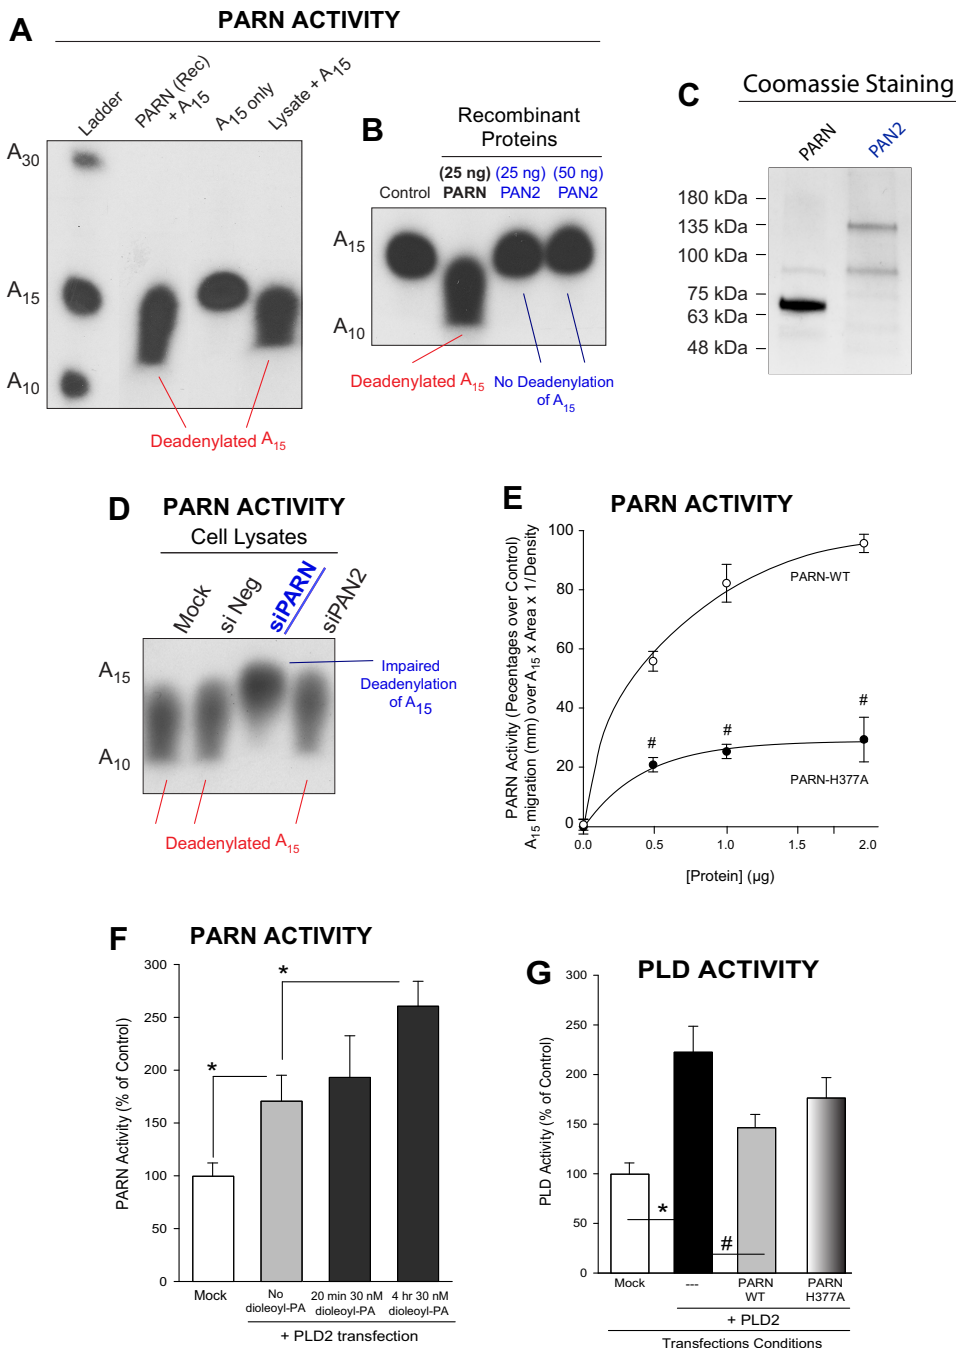 A
PARN ACTIVITY
Ladder
PARN (Rec)
+ A15
A15 only
Lysate + A15
A30
A15
A10
Deadenylated A15
B
Recombinant
Proteins
Control
(25 ng)
PARN
(25 ng)
PAN2
(50 ng)
PAN2
A15
A10
Deadenylated A15
No Deadenylation
of A15
C
Coomassie Staining
PARN
PAN2
180 kDa
135 kDa
100 kDa
75 kDa
63 kDa
48 kDa
D
PARN ACTIVITY
Cell Lysates
Mock
si Neg
siPARN
siPAN2
A15
A10
Impaired
Deadenylation
of A15
Deadenylated A15
E
PARN ACTIVITY
PARN Activity (Pecentages over Control)
A15 migration (mm) over A15 x Area x 1/Density
100
80
60
40
20
0
PARN-WT
#
#
#
PARN-H377A
0.0
0.5
1.0
1.5
2.0
[Protein] (µg)
F
PARN ACTIVITY
PARN Activity (% of Control)
300
250
200
150
100
50
0
*
*
Mock
No
dioleoyl-PA
20 min 30 nM
dioleoyl-PA
4 hr 30 nM
dioleoyl-PA
+ PLD2 transfection
G
PLD ACTIVITY
PLD Activity (% of Control)
300
250
200
150
100
50
0
*
#
Mock
---
PARN
WT
PARN
H377A
+ PLD2
Transfections Conditions